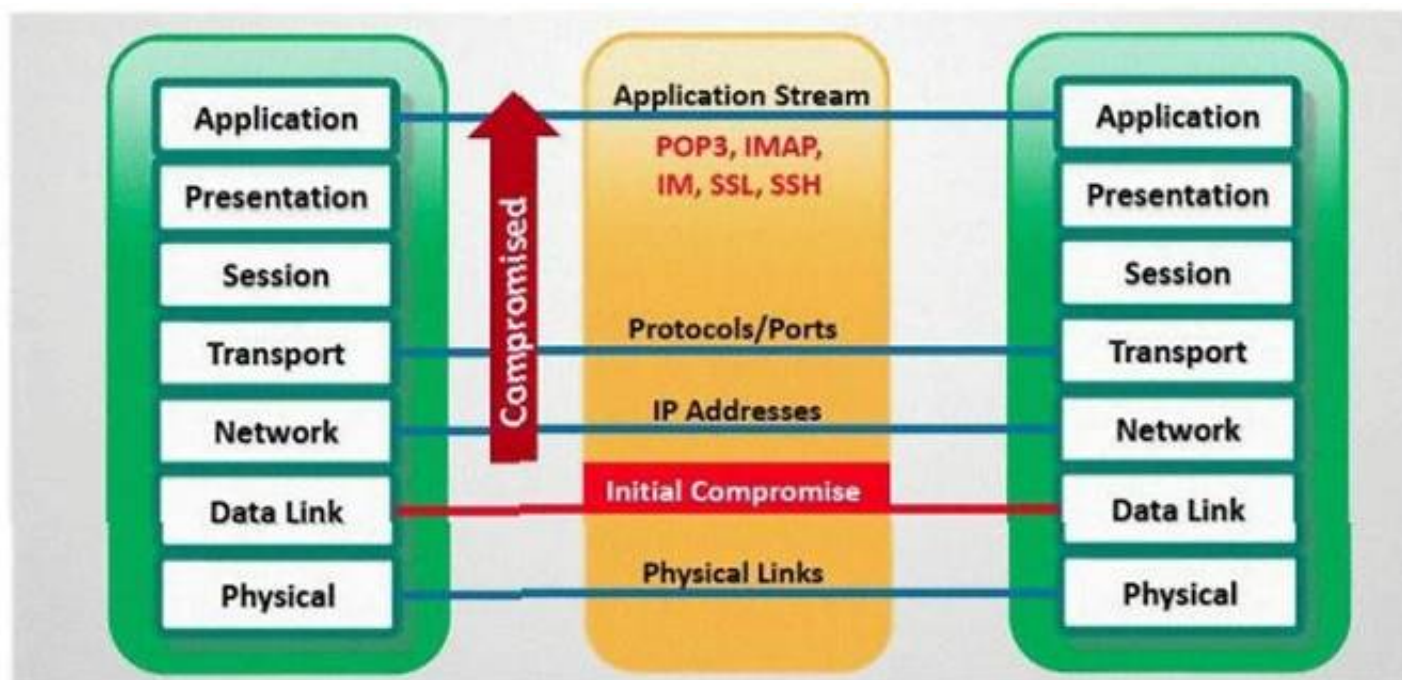 Application
Presentation
Session
Transport
Network
Data Link
Physical
Compromised
Application Stream
POP3, IMAP,
IM, SSL, SSH
Protocols/Ports
IP Addresses
Initial Compromise
Physical Links
Application
Presentation
Session
Transport
Network
Data Link
Physical